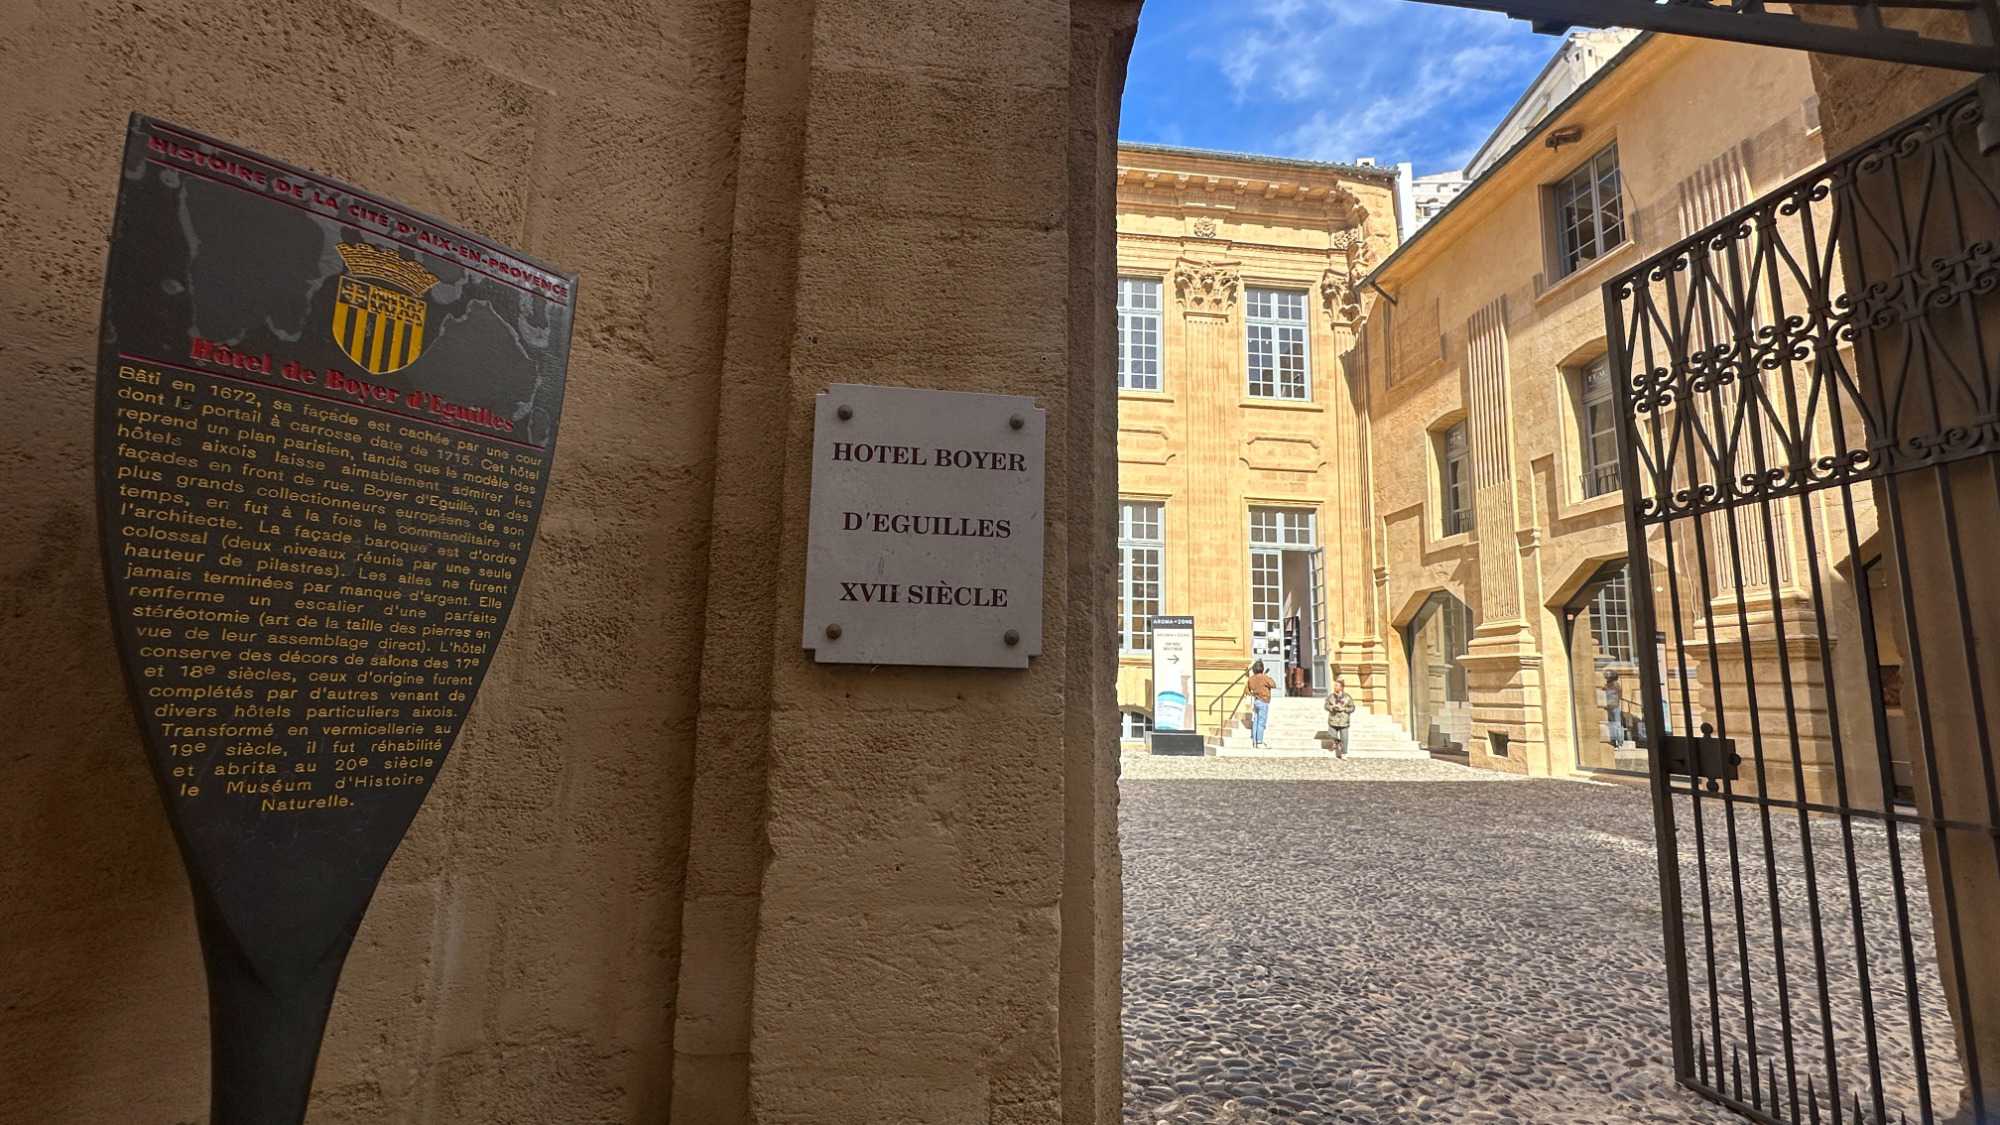 HISTOIRE DE LA CITÉ D'AIX-EN-PROVENCE
Hôtel de Boyer d'Eguilles
Bâti en 1672, sa façade est cachée par une cour
dont le portail à carrosse date de 1715. Cet hôtel
reprend un plan parisien, tandis que le modèle des
hôtels aixois laisse aimablement admirer les
façades en front de rue. Boyer d'Eguille, un des
plus grands collectionneurs européens de son
temps, en fut à la fois le commanditaire et
l'architecte. La façade baroque est d'ordre
colossal (deux niveaux réunis par une seule
hauteur de pilastres). Les ailes ne furent
jamais terminées par manque d'argent. Elle
renferme un escalier d'une parfaite
stéréotomie (art de la taille des pierres en
vue de leur assemblage direct). L'hôtel
conserve des décors de salons des 17e
et 18e siècles, ceux d'origine furent
complétés par d'autres venant de
divers hôtels particuliers aixois.
Transformé en vermicellerie au
19e siècle, il fut réhabilité
et abrita au 20e siècle
le Muséum d'Histoire
Naturelle.
HOTEL BOYER
D'EGUILLES
XVII SIÈCLE
AROMA-ZONE